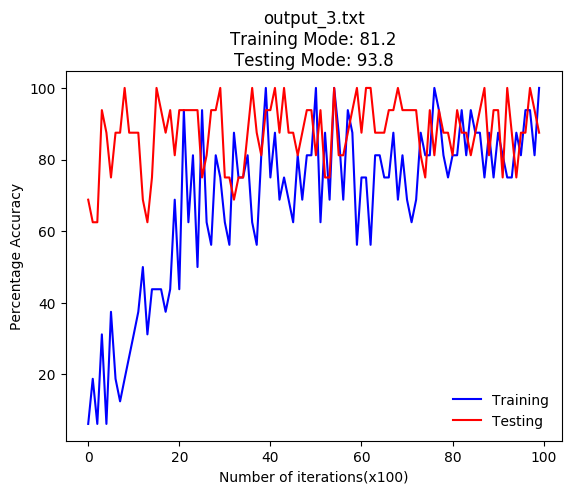 output_3.txt
Training Mode: 81.2
Testing Mode: 93.8
100
80
60
40
20
Percentage Accuracy
Training
Testing
0 20 40 60 80 100
Number of iterations(x100)